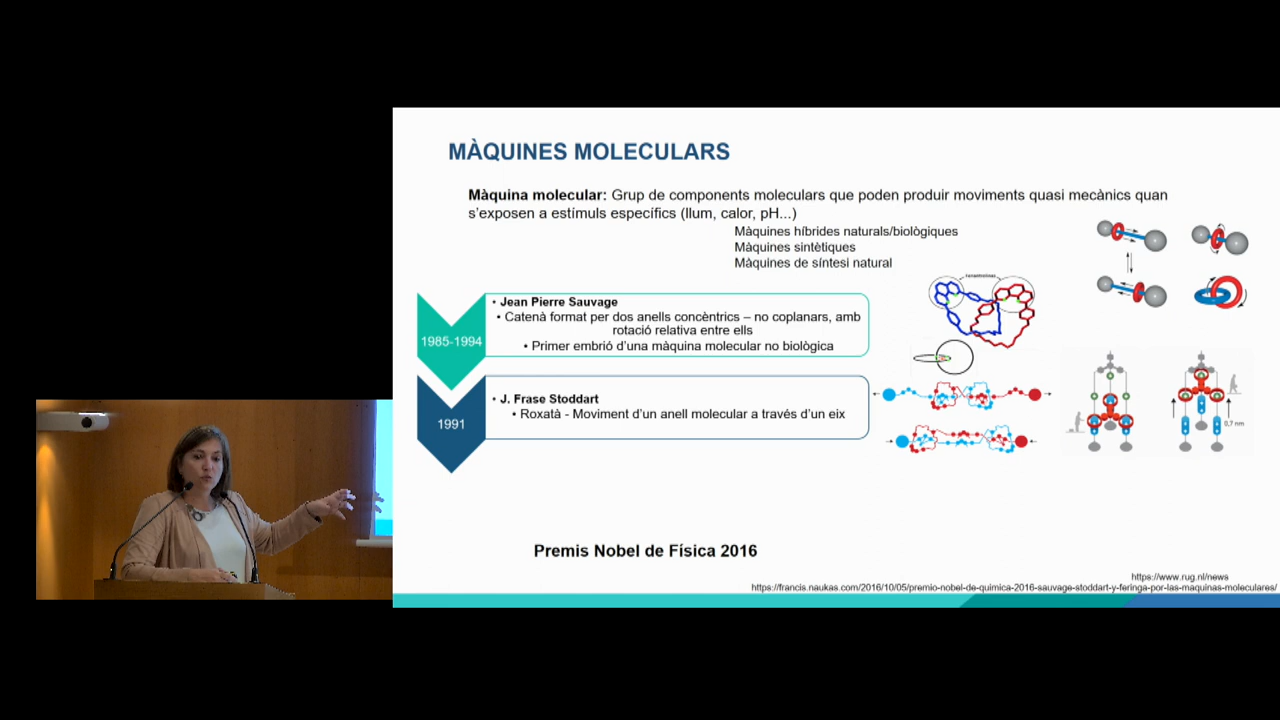 MÀQUINES MOLECULARS
Màquina molecular: Grup de components moleculars que poden produir moviments quasi mecànics quan
s'exposen a estímuls específics (llum, calor, pH...)
Màquines híbrides naturals/biològiques
Màquines sintètiques
Màquines de síntesi natural
1985-1994
• Jean Pierre Sauvage
• Catenà format per dos anells concèntrics – no coplanars, amb
rotació relativa entre ells
• Primer embrió d'una màquina molecular no biològica
1991
• J. Frase Stoddart
• Roxatà - Moviment d'un anell molecular a través d'un eix
0,7 nm
Premis Nobel de Física 2016
https://www.rug.nl/news
https://francis.naukas.com/2016/10/05/premio-nobel-de-quimica-2016-sauvage-stoddart-y-feringa-por-las-maquinas-moleculares/